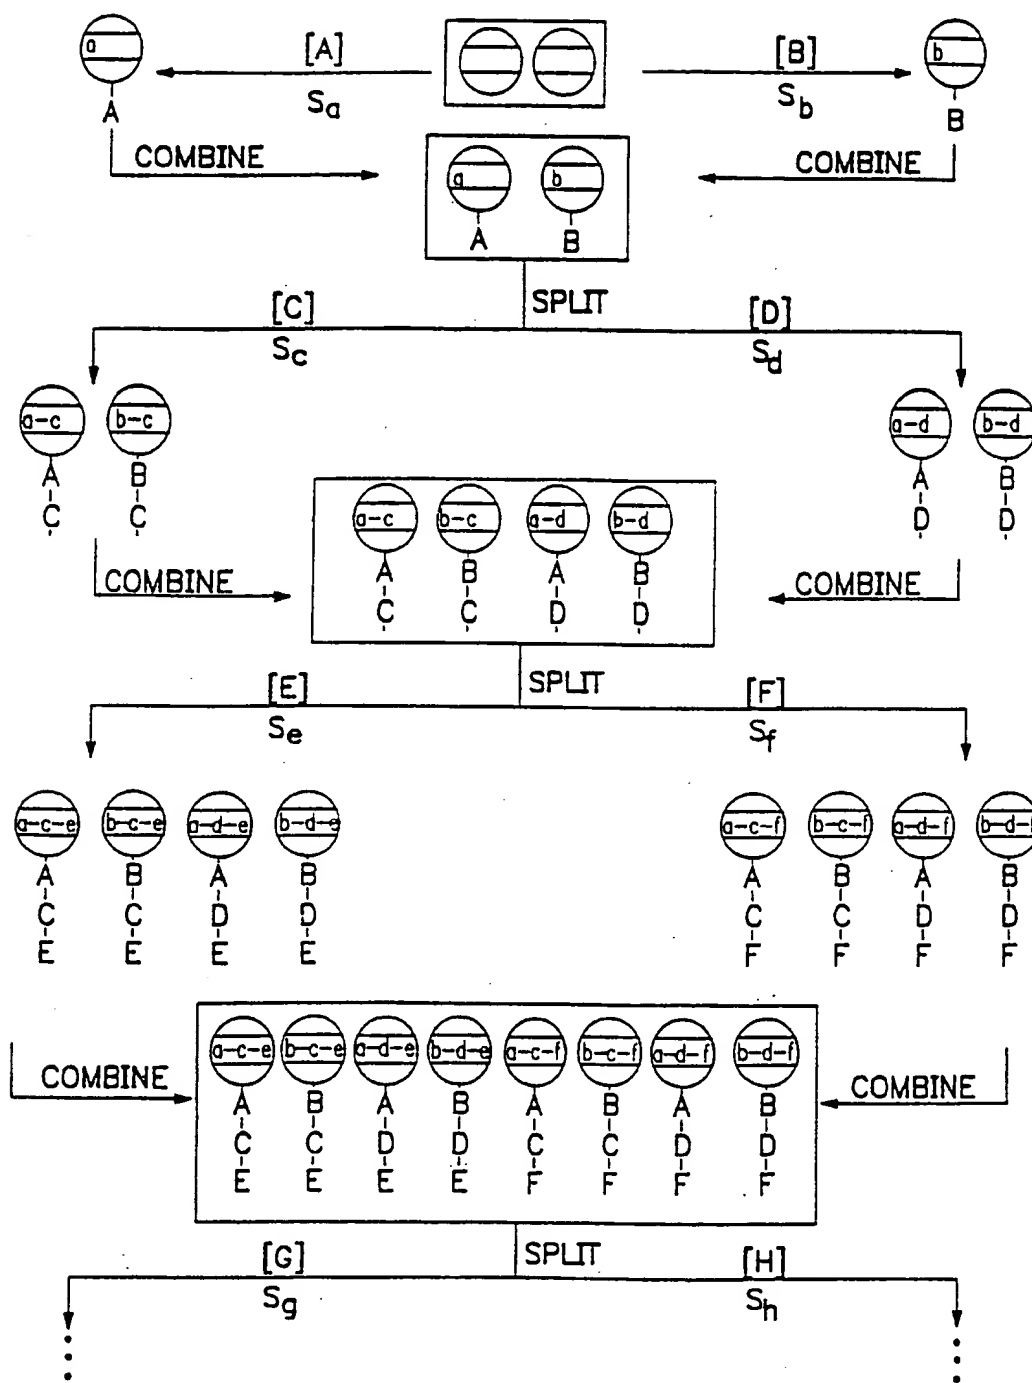 a [A] [B] b
Sa Sb
A B
COMBINE COMBINE
a b
A B
SPLIT
[C] [D]
Sc Sd
a-c b-c a-d b-d
A B A B
C C D D
a-c b-c a-d b-d
A B A B
C C D D
COMBINE COMBINE
SPLIT
[E] [F]
Se Sf
a-c-e b-c-e a-d-e b-d-e a-c-f b-c-f a-d-f b-d-f
A B A B A B A B
C C D D C C D D
E E E E F F F F
a-c-e b-c-e a-d-e b-d-e a-c-f b-c-f a-d-f b-d-f
COMBINE COMBINE
A B A B A B A B
C C D D C C D D
E E E E F F F F
SPLIT
[G] [H]
Sg Sh